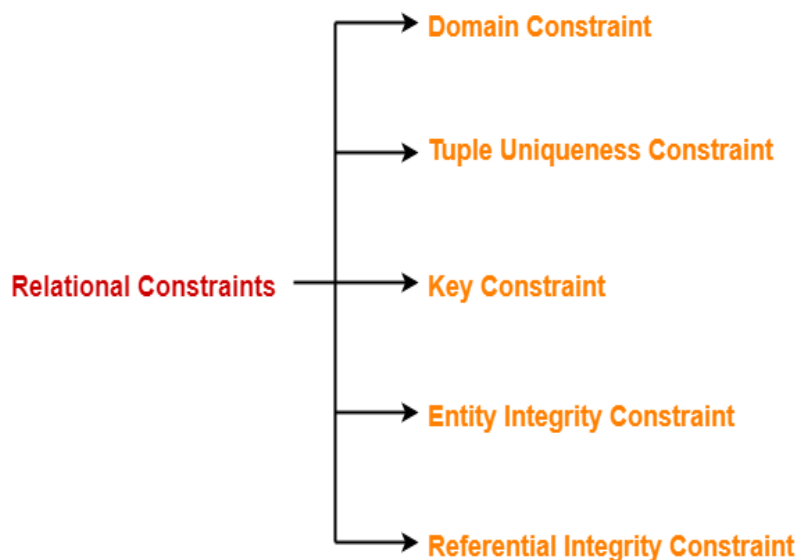 Domain Constraint
Tuple Uniqueness Constraint
Relational Constraints
Key Constraint
Entity Integrity Constraint
Referential Integrity Constraint